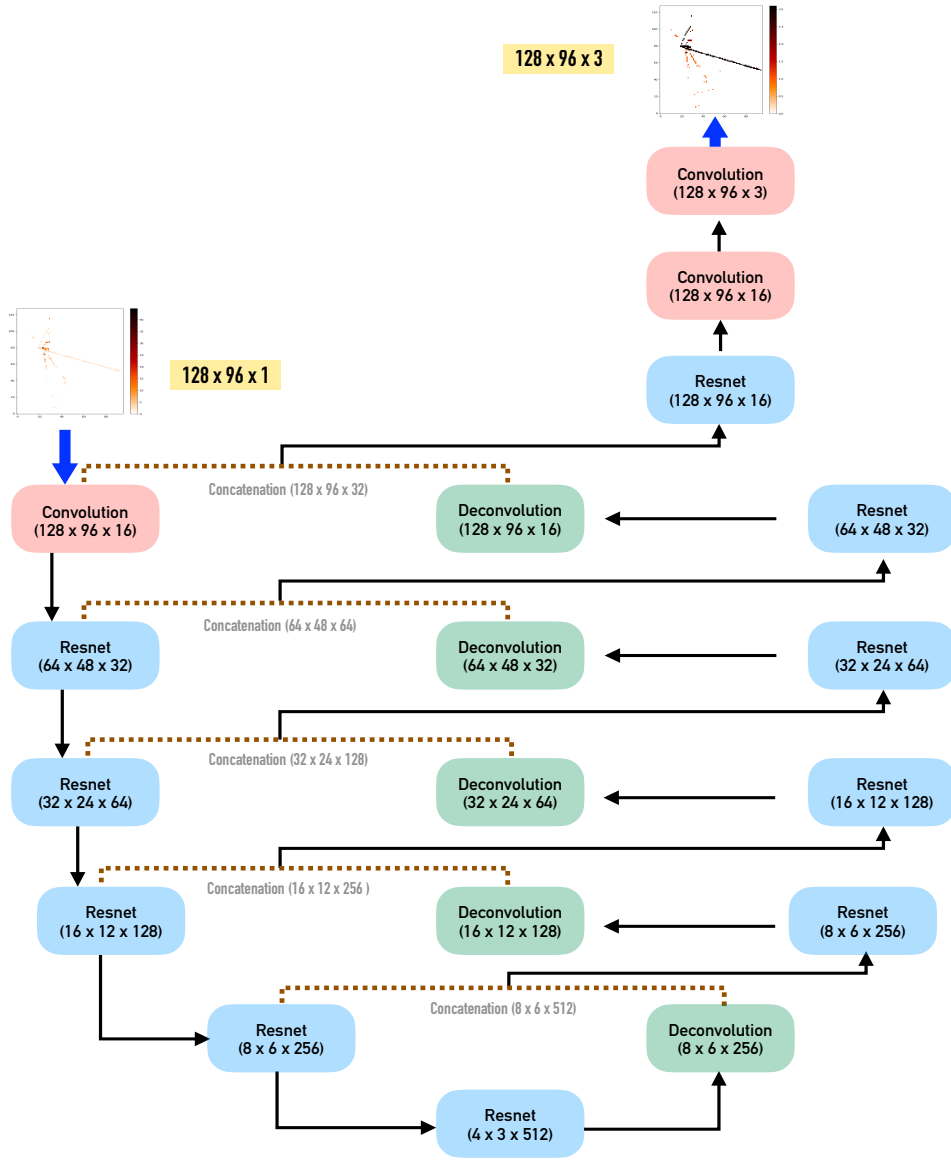 128 x 96 x 3
Convolution
(128 x 96 x 3)
Convolution
(128 x 96 x 16)
128 x 96 x 1
Resnet
(128 x 96 x 16)
Concatenation (128 x 96 x 32)
Convolution
(128 x 96 x 16)
Deconvolution
(128 x 96 x 16)
Resnet
(64 x 48 x 32)
Concatenation (64 x 48 x 64)
Resnet
(64 x 48 x 32)
Deconvolution
(64 x 48 x 32)
Resnet
(32 x 24 x 64)
Concatenation (32 x 24 x 128)
Resnet
(32 x 24 x 64)
Deconvolution
(32 x 24 x 64)
Resnet
(16 x 12 x 128)
Concatenation (16 x 12 x 256 )
Resnet
(16 x 12 x 128)
Deconvolution
(16 x 12 x 128)
Resnet
(8 x 6 x 256)
Concatenation (8 x 6 x 512)
Resnet
(8 x 6 x 256)
Deconvolution
(8 x 6 x 256)
Resnet
(4 x 3 x 512)